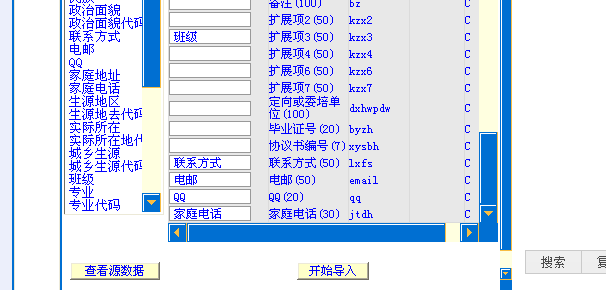 政治面貌
政治面貌代码
联系方式
电邮
QQ
家庭地址
家庭电话
生源地区
生源地去代码
实际所在
实际所在地代
城乡生源
城乡生源代码
班级
专业
专业代码
备注(100) bz C
扩展项2(50) kzx2 C
班级 扩展项3(50) kzx3 C
扩展项4(50) kzx4 C
扩展项6(50) kzx6 C
扩展项7(50) kzx7 C
定向或委培单
位(100) dxhwpdw C
毕业证号(20) byzh C
协议书编号(7) xysbh C
联系方式 联系方式(50) lxfs C
电邮 电邮(50) email C
QQ QQ(20) qq C
家庭电话 家庭电话(30) jtdh C
查看源数据 开始导入
搜索